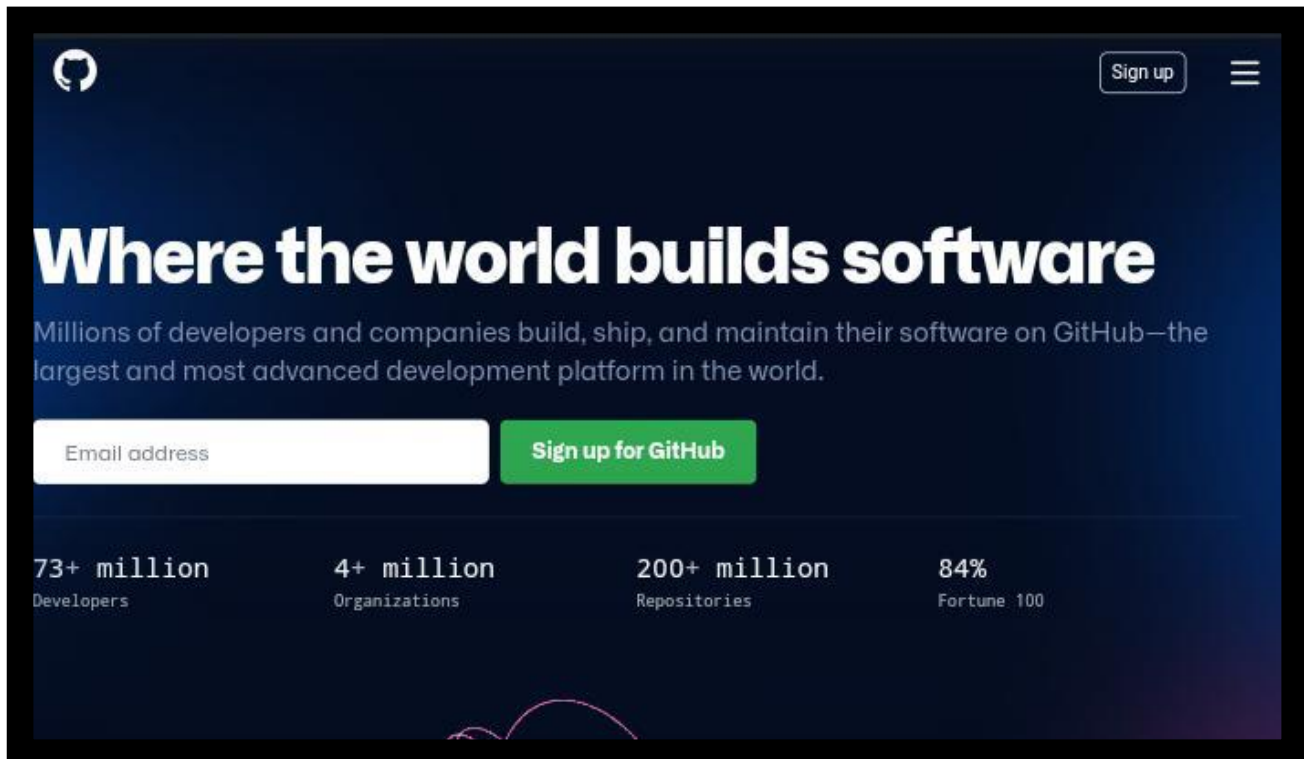 Sign up
Where the world builds software
Millions of developers and companies build, ship, and maintain their software on GitHub—the
largest and most advanced development platform in the world.
Email address
Sign up for GitHub
73+ million
Developers
4+ million
Organizations
200+ million
Repositories
84%
Fortune 100